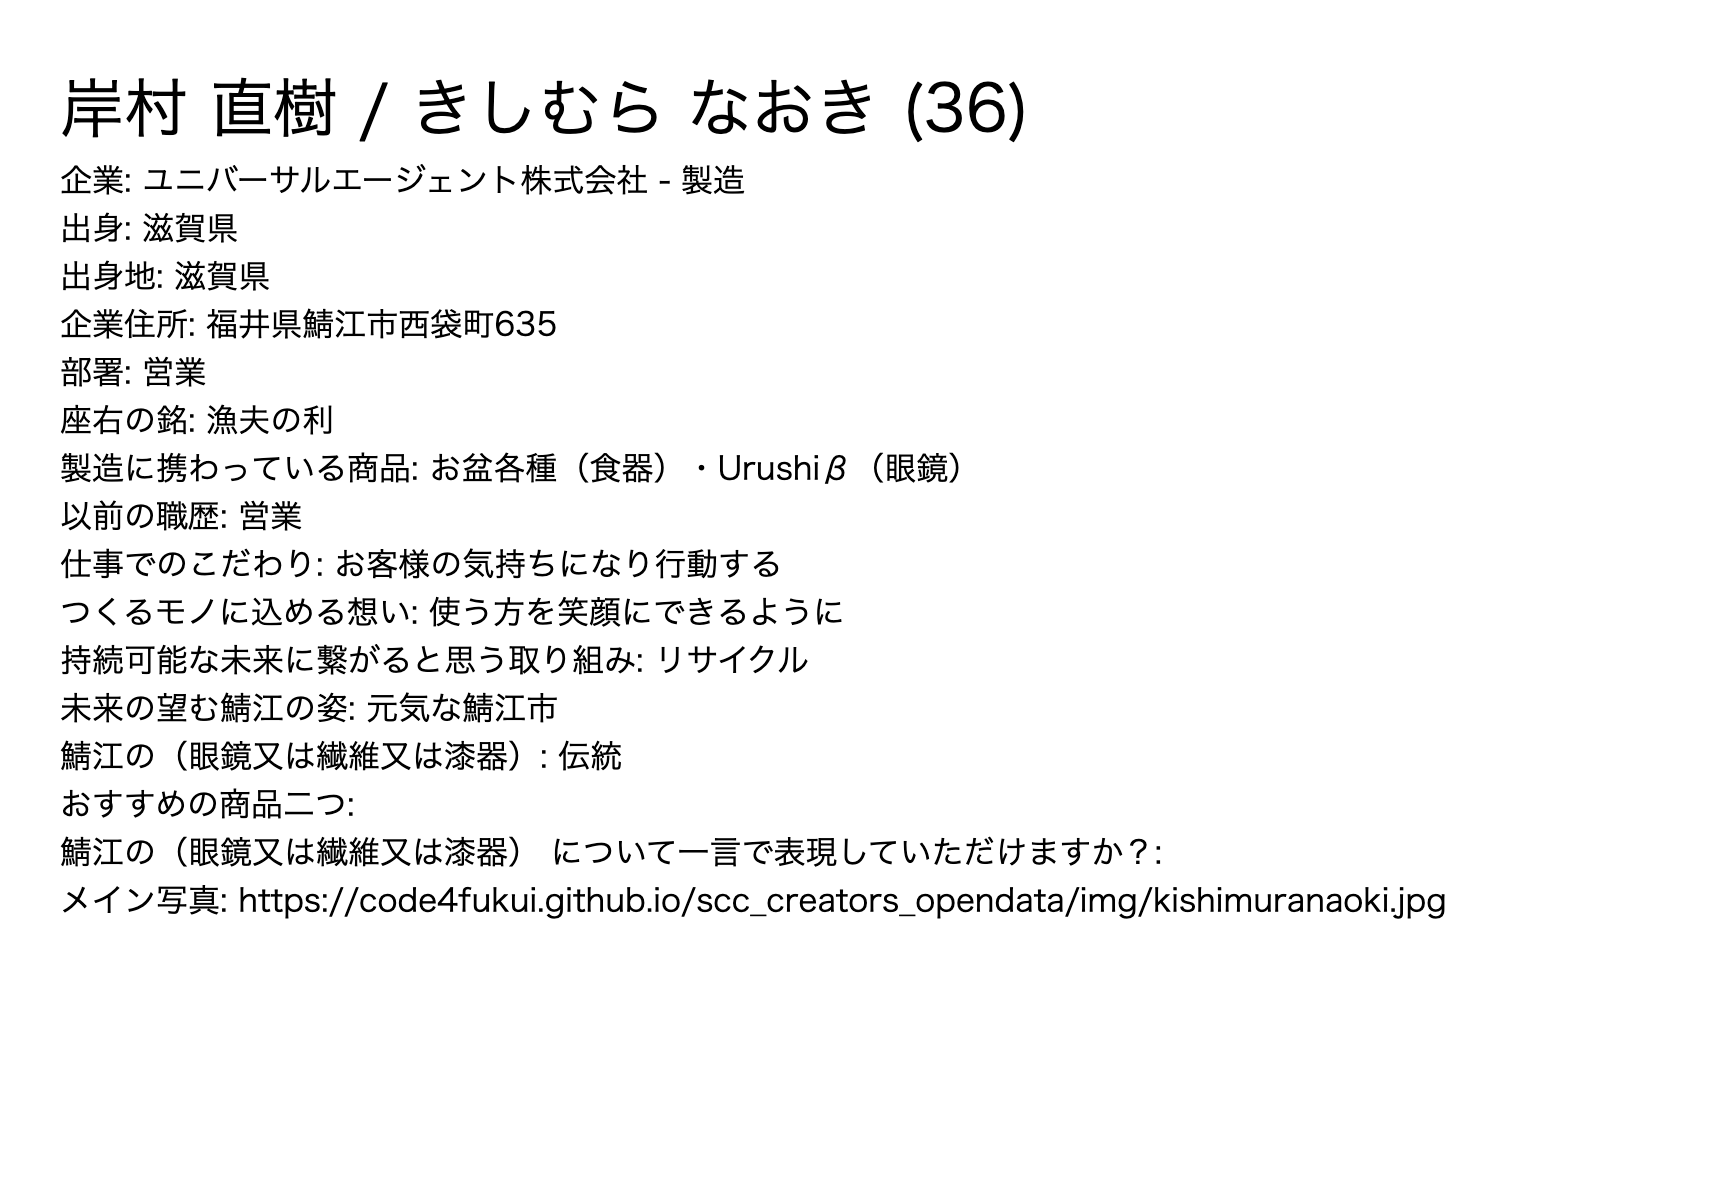 岸村 直樹 / きしむら なおき (36)
企業: ユニバーサルエージェント株式会社 - 製造
出身: 滋賀県
出身地: 滋賀県
企業住所: 福井県鯖江市西袋町635
部署: 営業
座右の銘: 漁夫の利
製造に携わっている商品: お盆各種（食器）・Urushiβ（眼鏡）
以前の職歴: 営業
仕事でのこだわり: お客様の気持ちになり行動する
つくるモノに込める想い: 使う方を笑顔にできるように
持続可能な未来に繋がると思う取り組み: リサイクル
未来の望む鯖江の姿: 元気な鯖江市
鯖江の（眼鏡又は繊維又は漆器）: 伝統
おすすめの商品二つ:
鯖江の（眼鏡又は繊維又は漆器） について一言で表現していただけますか？:
メイン写真: https://code4fukui.github.io/scc_creators_opendata/img/kishimuranaoki.jpg